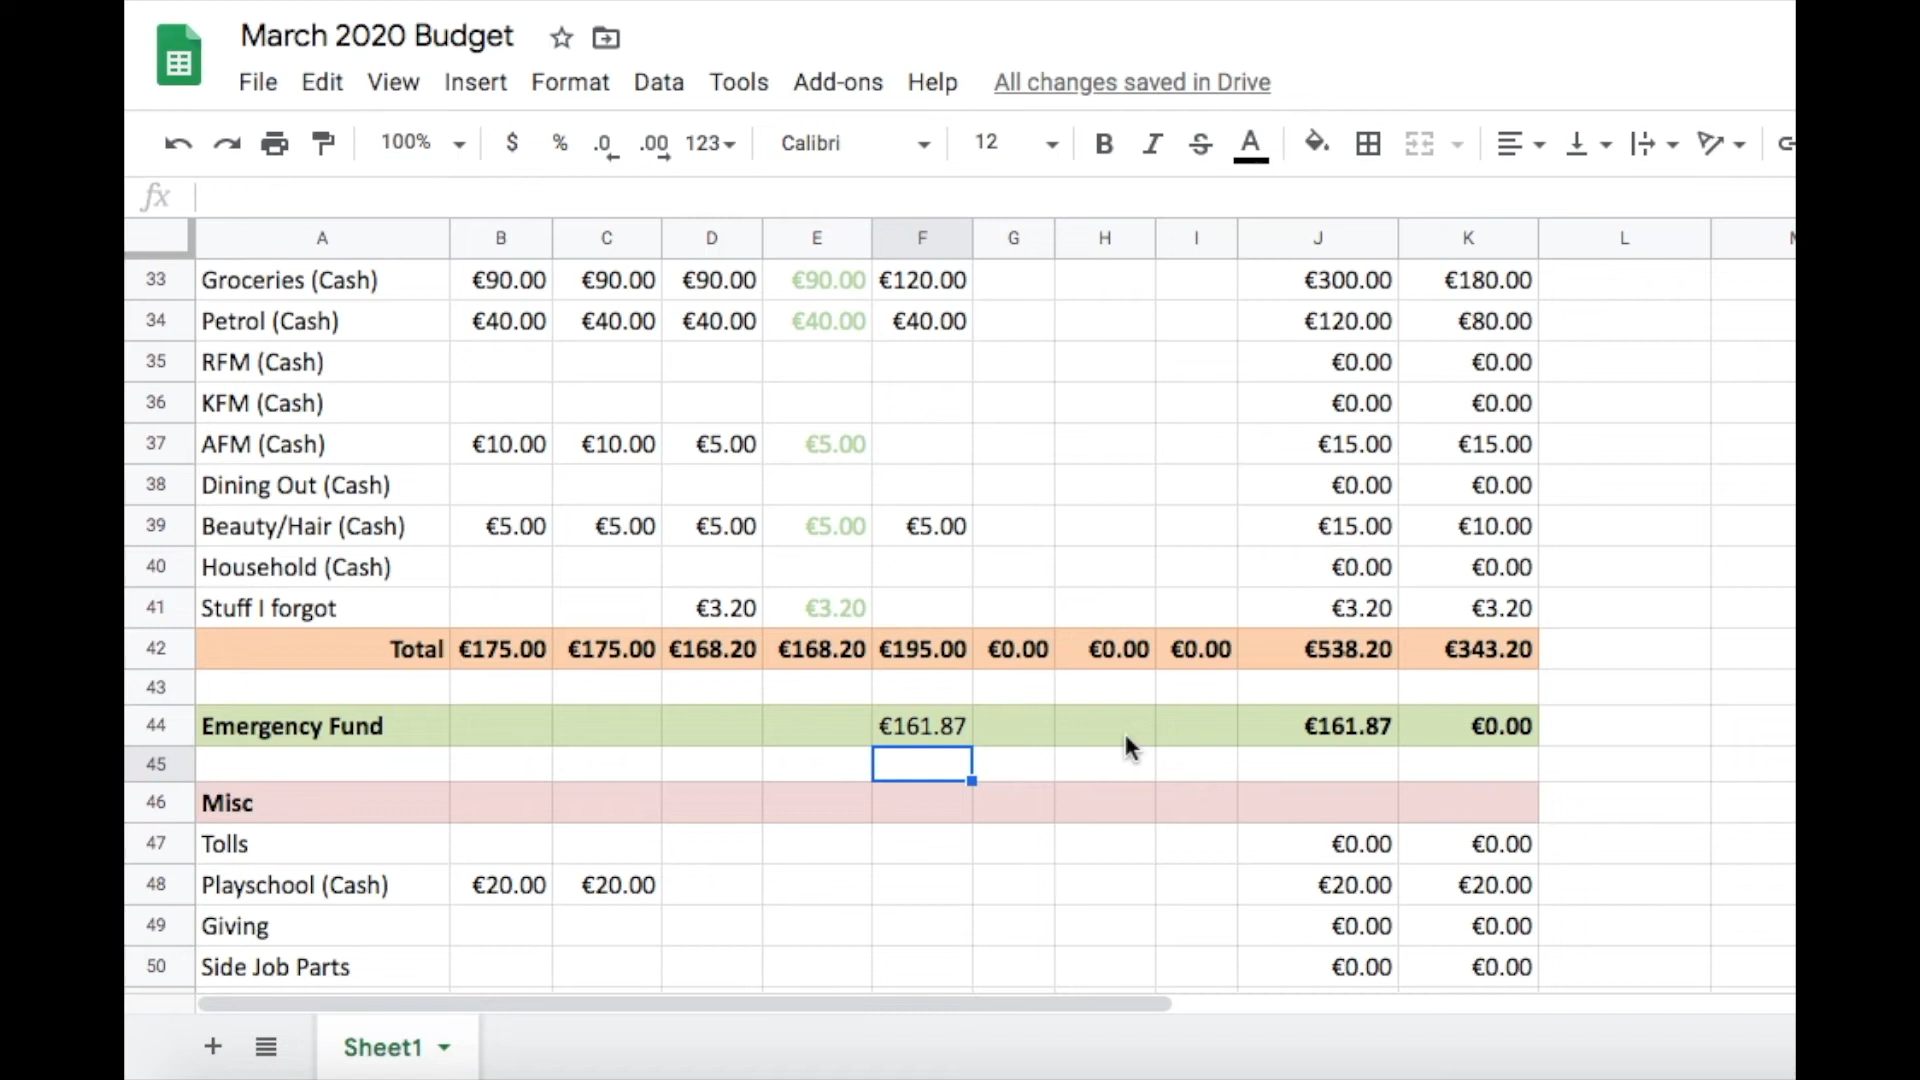 March 2020 Budget
File Edit View Insert Format Data Tools Add-ons Help All changes saved in Drive
100% $ % .0 .00 123 Calibri 12 B I S A
fx
A B C D E F G H I J K L
33 Groceries (Cash) €90.00 €90.00 €90.00 €90.00 €120.00 €300.00 €180.00
34 Petrol (Cash) €40.00 €40.00 €40.00 €40.00 €40.00 €120.00 €80.00
35 RFM (Cash) €0.00 €0.00
36 KFM (Cash) €0.00 €0.00
37 AFM (Cash) €10.00 €10.00 €5.00 €5.00 €15.00 €15.00
38 Dining Out (Cash) €0.00 €0.00
39 Beauty/Hair (Cash) €5.00 €5.00 €5.00 €5.00 €5.00 €15.00 €10.00
40 Household (Cash) €0.00 €0.00
41 Stuff I forgot €3.20 €3.20 €3.20 €3.20
42 Total €175.00 €175.00 €168.20 €168.20 €195.00 €0.00 €0.00 €0.00 €538.20 €343.20
43
44 Emergency Fund €161.87 €161.87 €0.00
45
46 Misc
47 Tolls €0.00 €0.00
48 Playschool (Cash) €20.00 €20.00 €20.00 €20.00
49 Giving €0.00 €0.00
50 Side Job Parts €0.00 €0.00
Sheet1